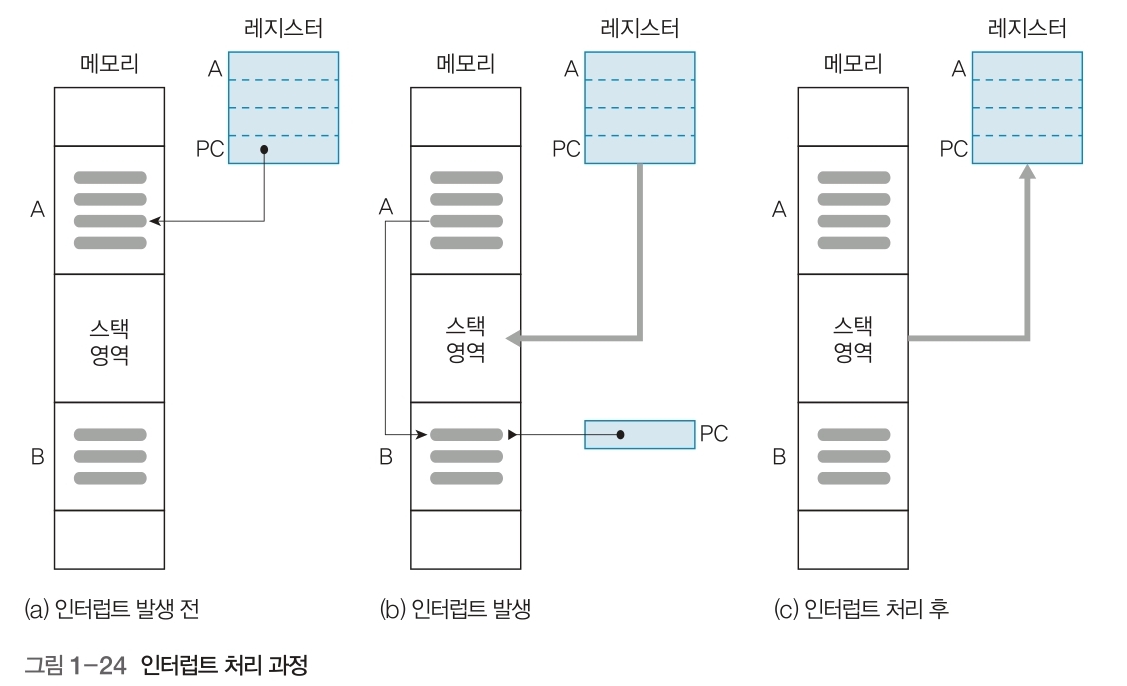 레지스터
메모리
A
PC
A
스택
영역
B
(a) 인터럽트 발생 전
레지스터
메모리
A
PC
A
스택
영역
B
PC
(b) 인터럽트 발생
레지스터
메모리
A
PC
A
스택
영역
B
(c) 인터럽트 처리 후
그림 1-24 인터럽트 처리 과정